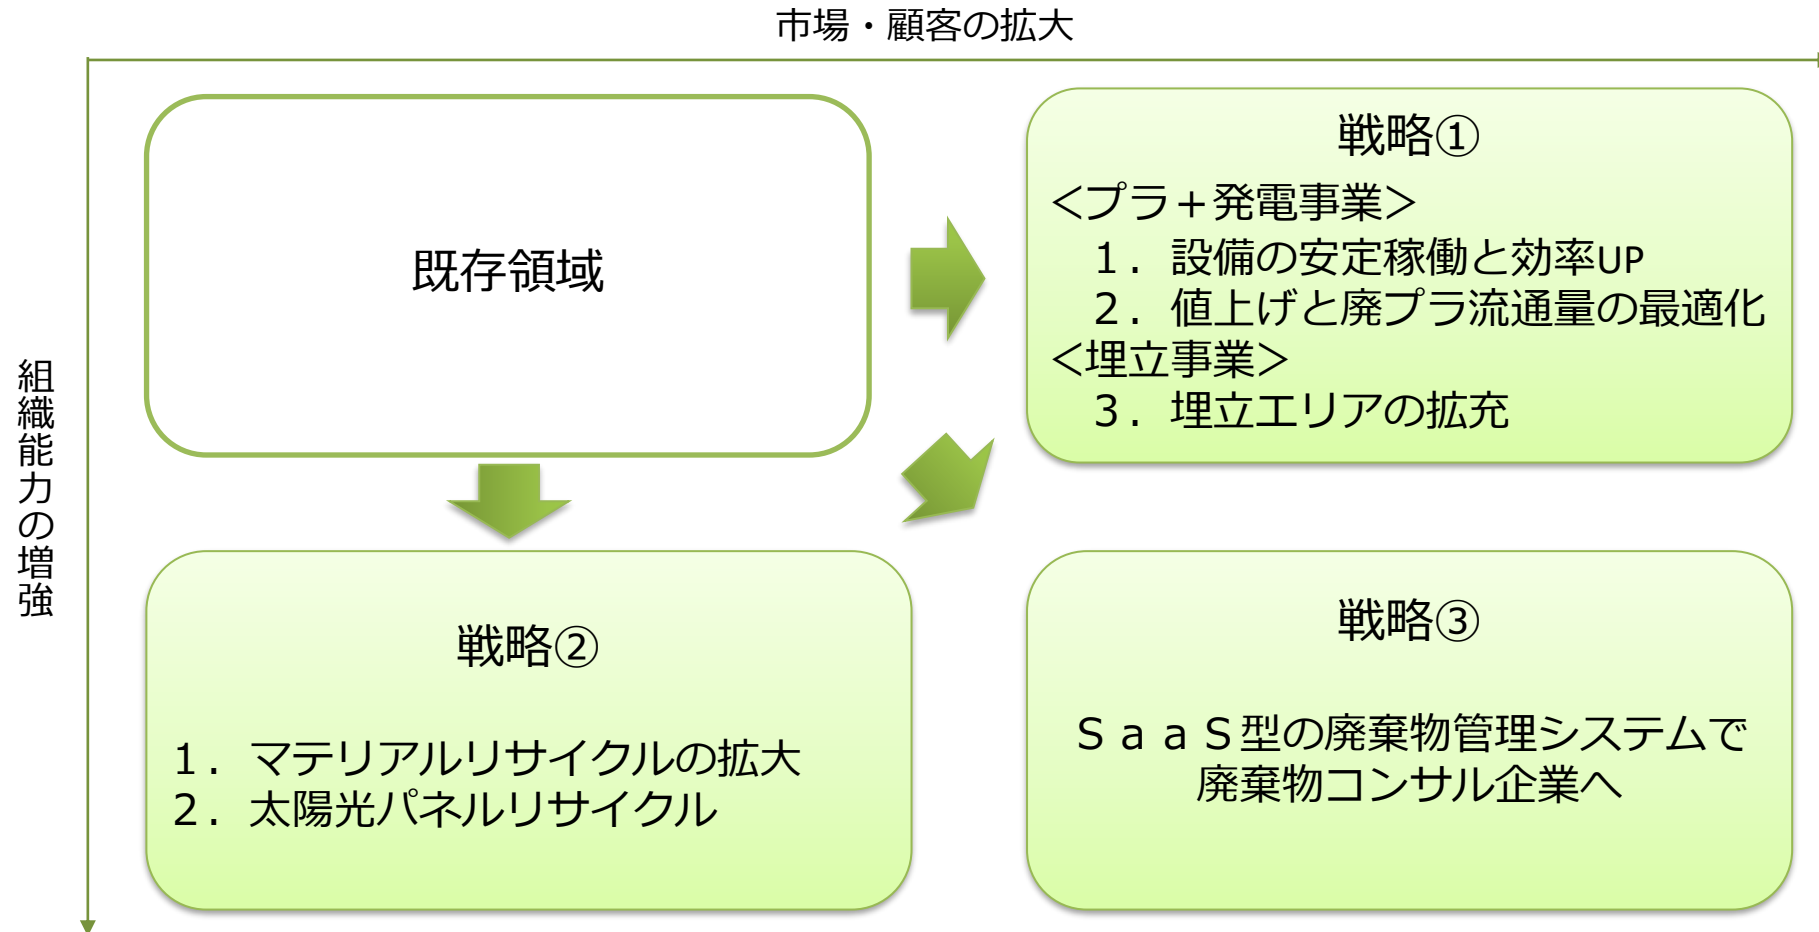 市場・顧客の拡大
組織能力の増強
既存領域
戦略①
＜プラ＋発電事業＞
１．設備の安定稼働と効率UP
２．値上げと廃プラ流通量の最適化
＜埋立事業＞
３．埋立エリアの拡充
戦略②
１．マテリアルリサイクルの拡大
２．太陽光パネルリサイクル
戦略③
ＳａａＳ型の廃棄物管理システムで
廃棄物コンサル企業へ